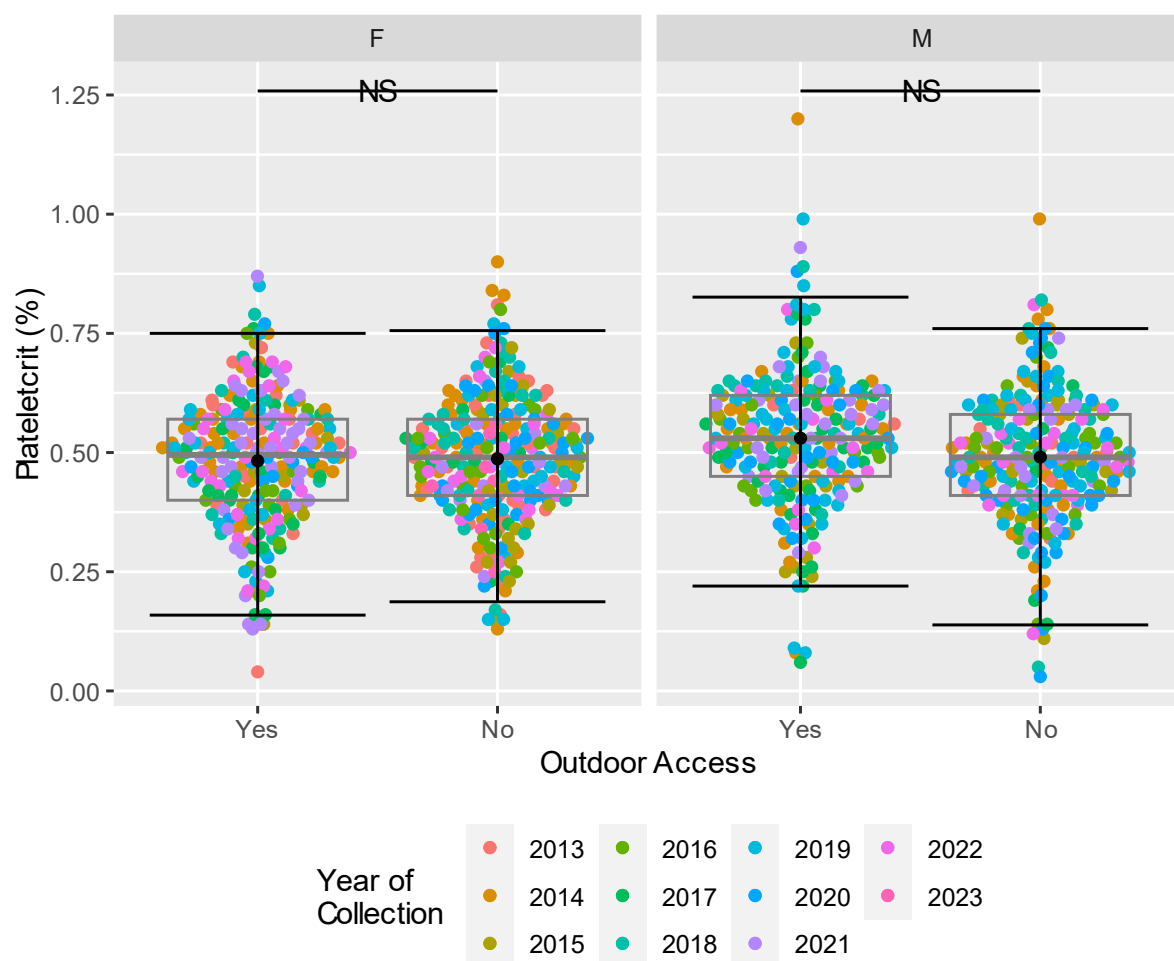 F
M
NS
NS
1.25
1.00
0.75
0.50
0.25
0.00
Plateletcrit (%)
Yes
No
Yes
No
Outdoor Access
Year of
Collection
2013
2014
2015
2016
2017
2018
2019
2020
2021
2022
2023